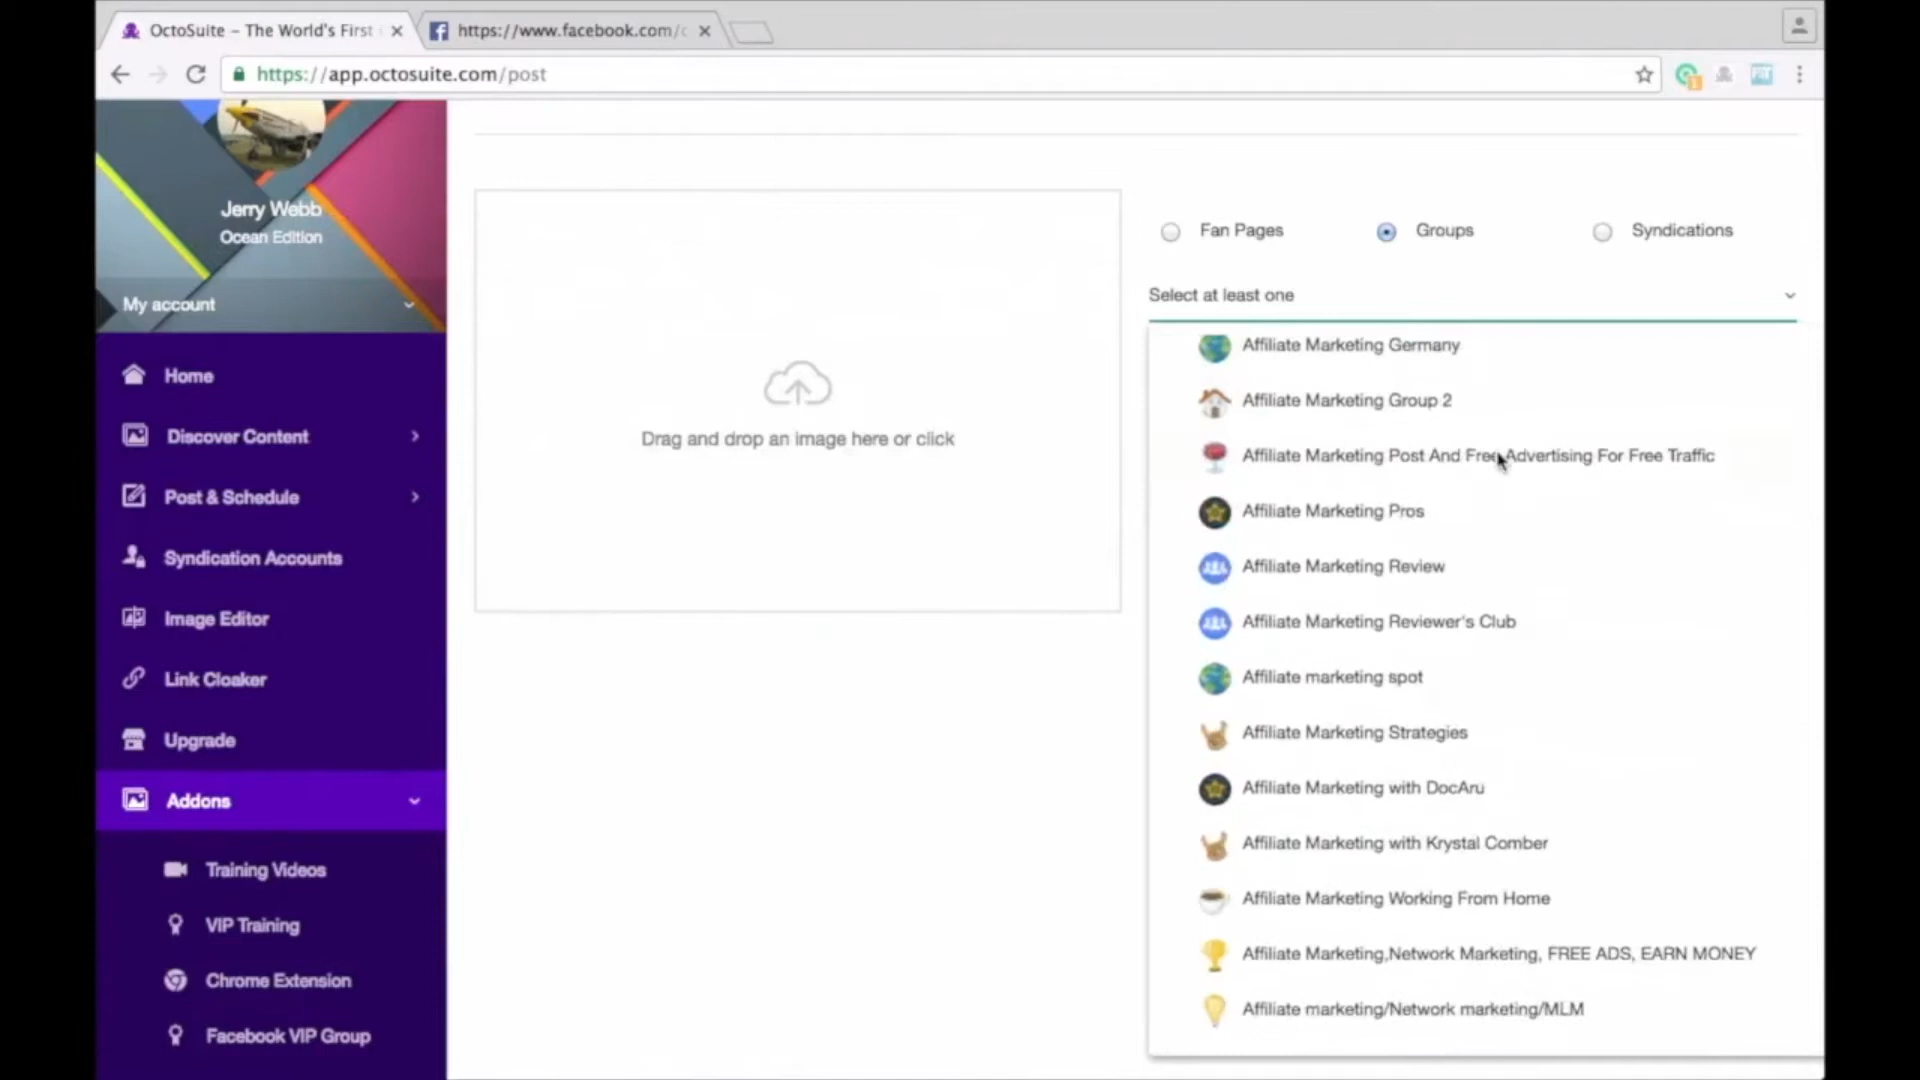 OctoSuite – The World's First
https://www.facebook.com/
https://app.octosuite.com/post
Jerry Webb
Ocean Edition
My account
Home
Discover Content
Post & Schedule
Syndication Accounts
Image Editor
Link Cloaker
Upgrade
Addons
Training Videos
VIP Training
Chrome Extension
Facebook VIP Group
Drag and drop an image here or click
Fan Pages
Groups
Syndications
Select at least one
Affiliate Marketing Germany
Affiliate Marketing Group 2
Affiliate Marketing Post And Free Advertising For Free Traffic
Affiliate Marketing Pros
Affiliate Marketing Review
Affiliate Marketing Reviewer's Club
Affiliate marketing spot
Affiliate Marketing Strategies
Affiliate Marketing with DocAru
Affiliate Marketing with Krystal Comber
Affiliate Marketing Working From Home
Affiliate Marketing,Network Marketing, FREE ADS, EARN MONEY
Affiliate marketing/Network marketing/MLM